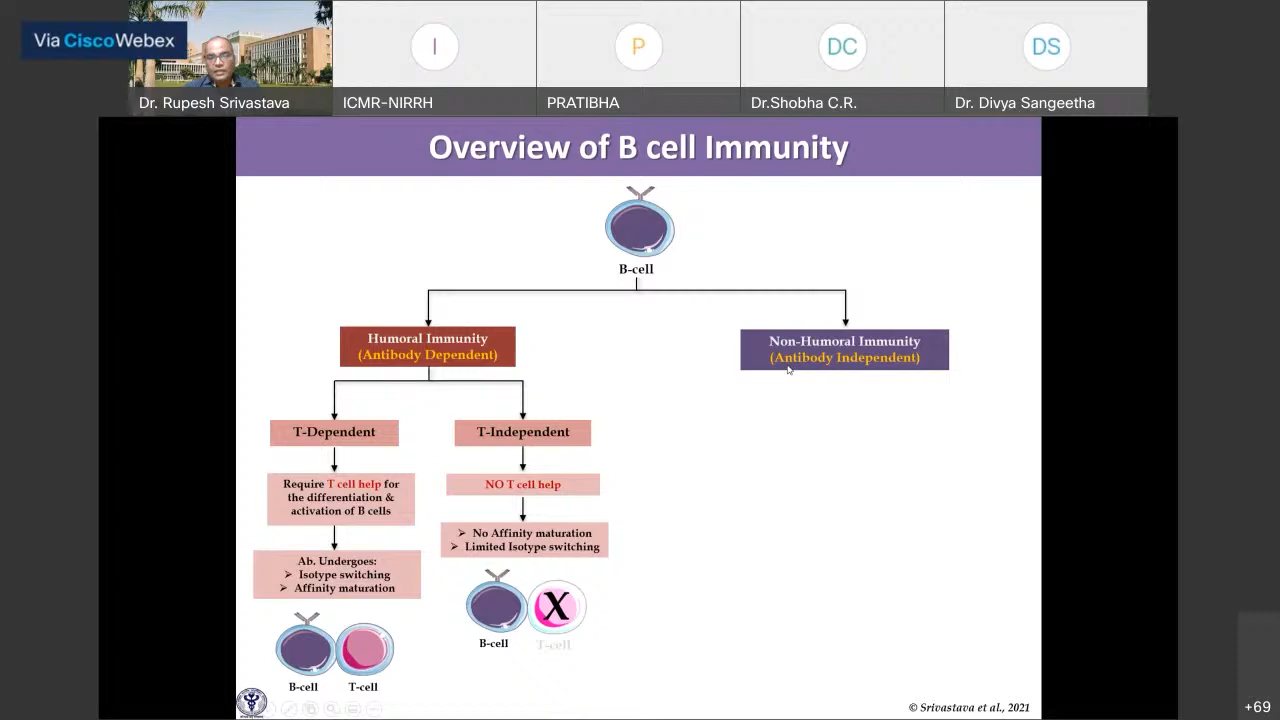 Via CiscoWebex
Dr. Rupesh Srivastava
I
ICMR-NIRRH
P
PRATIBHA
DC
Dr.Shobha C.R.
DS
Dr. Divya Sangeetha
Overview of B cell Immunity
B-cell
Humoral Immunity
(Antibody Dependent)
Non-Humoral Immunity
(Antibody Independent)
T-Dependent
Require T cell help for
the differentiation &
activation of B cells
Ab. Undergoes:
➢ Isotype switching
➢ Affinity maturation
B-cell
T-cell
T-Independent
NO T cell help
➢ No Affinity maturation
➢ Limited Isotype switching
X
B-cell
T-cell
© Srivastava et al., 2021
+69